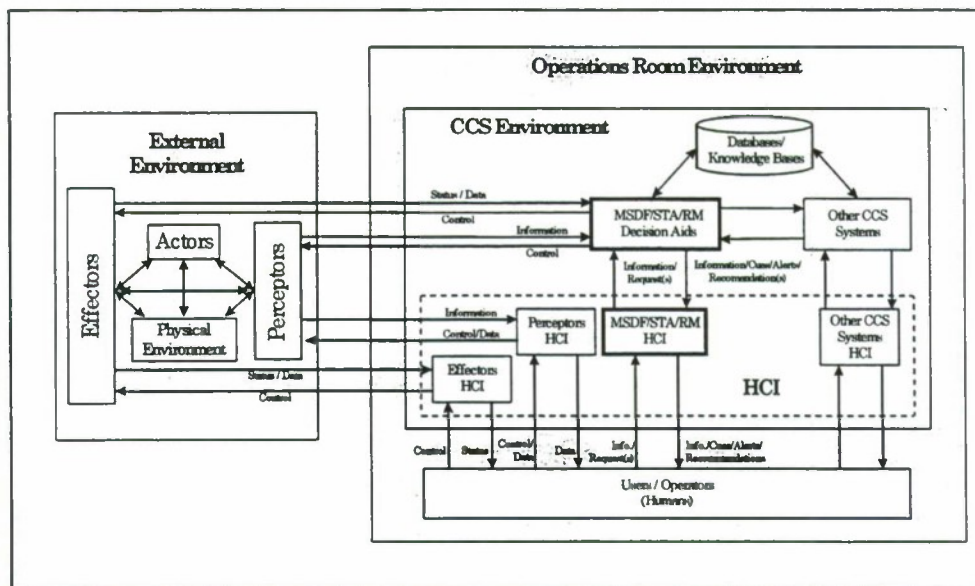 Operations Room Environment
CCS Environment
External
Environment
Databases/
Knowledge Bases
Status / Data
Control
MSDF/STA/RM
Decision Aids
Other CCS
Systems
Effectors
Actors
Perceptors
Information
Control
Information/
Request(s)
Information/Cues/Alerts/
Recomendation(s)
Physical
Environment
Information
Control/Data
Perceptors
HCI
MSDF/STA/RM
HCI
Other CCS
Systems
HCI
Status / Data
Control
Effectors
HCI
HCI
Control
Status
Control/
Data
Data
Info./
Request(s)
Info./Cues/Alerts/
Recommendations
Users / Operators
(Humans)